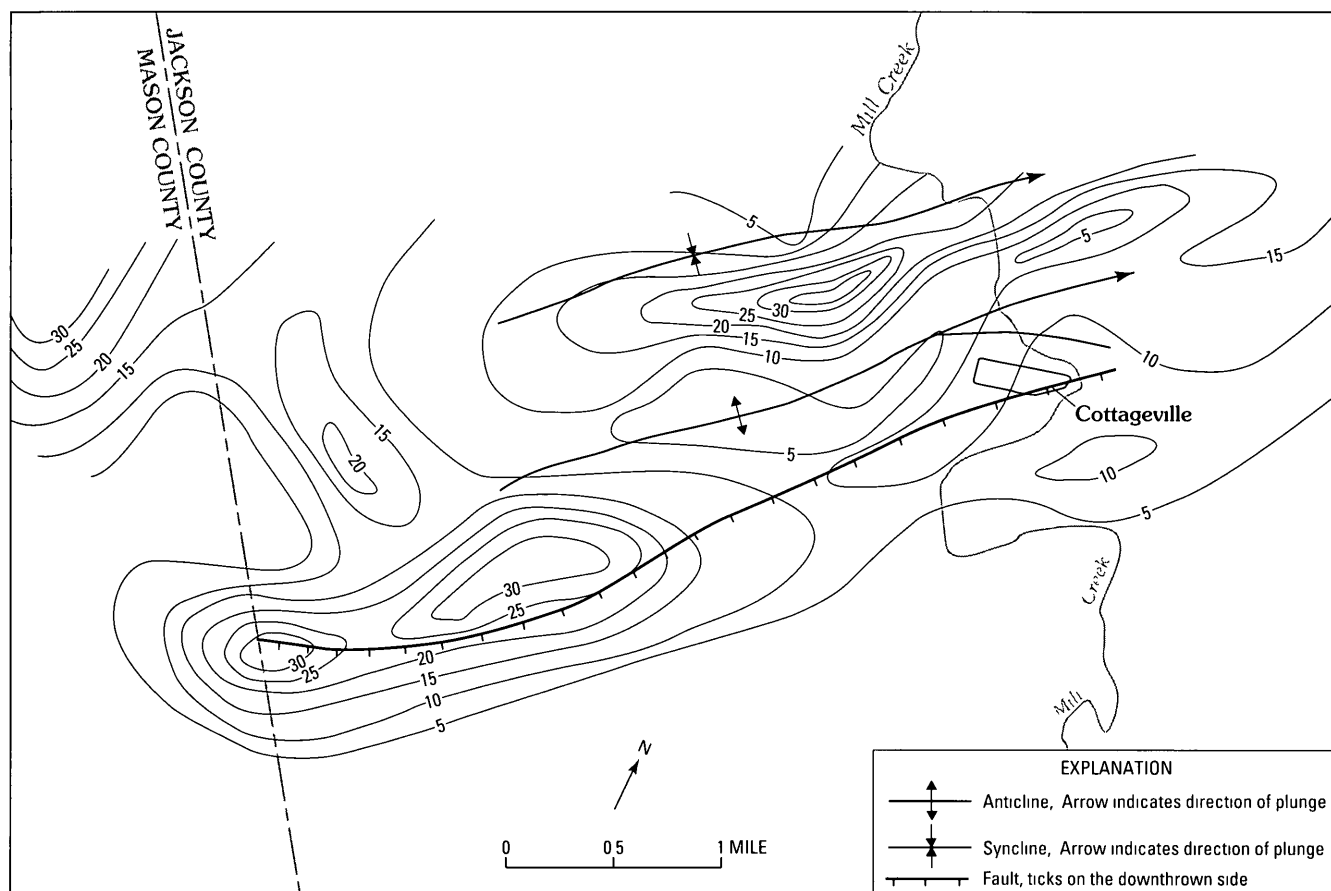 JACKSON COUNTY
MASON COUNTY
Mill Creek
5
5
30
25
20
15
30
25
20
15
10
15
10
15
20
5
Cottageville
10
5
30
25
30
25
20
15
10
5
Creek
Mill
N
0 0 5 1 MILE
EXPLANATION
Anticline, Arrow indicates direction of plunge
Syncline, Arrow indicates direction of plunge
Fault, ticks on the downthrown side